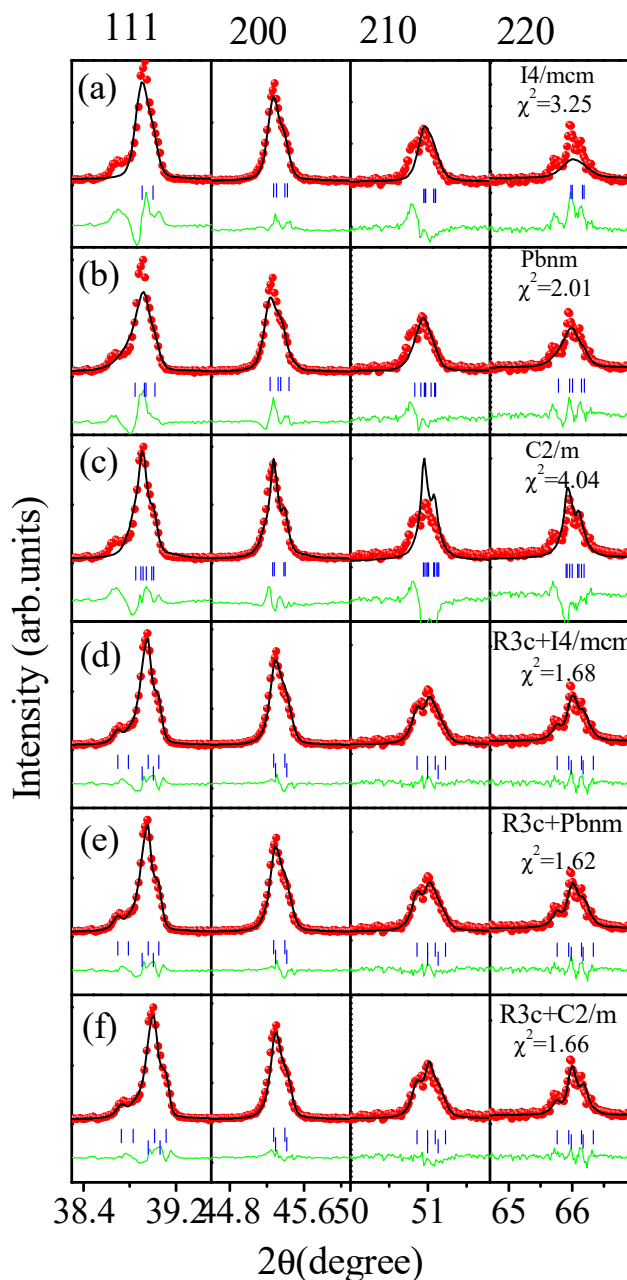 111 200 210 220
(a) I4/mcm
χ²=3.25
(b) Pbnm
χ²=2.01
(c) C2/m
χ²=4.04
(d) R3c+I4/mcm
χ²=1.68
(e) R3c+Pbnm
χ²=1.62
(f) R3c+C2/m
χ²=1.66
Intensity (arb.units)
38.4 39.2 44.8 45.6 50 51 65 66
2θ(degree)